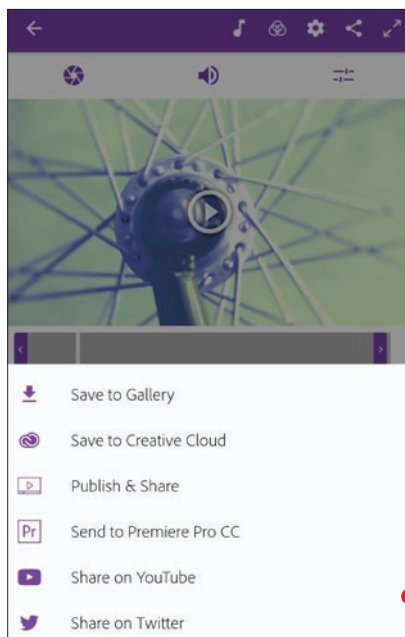 Save to Gallery
Save to Creative Cloud
Publish & Share
Pr Send to Premiere Pro CC
Share on YouTube
Share on Twitter